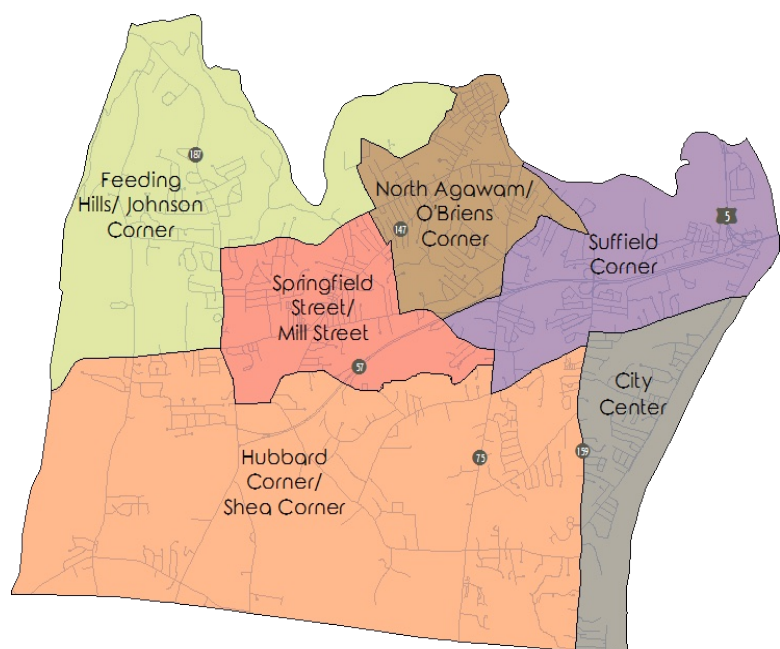 187
Feeding
Hills/ Johnson
Corner
North Agawam/
O'Briens
Corner
147
5
Suffield
Corner
Springfield
Street/
Mill Street
57
City
Center
Hubbard
Corner/
Shea Corner
75
159